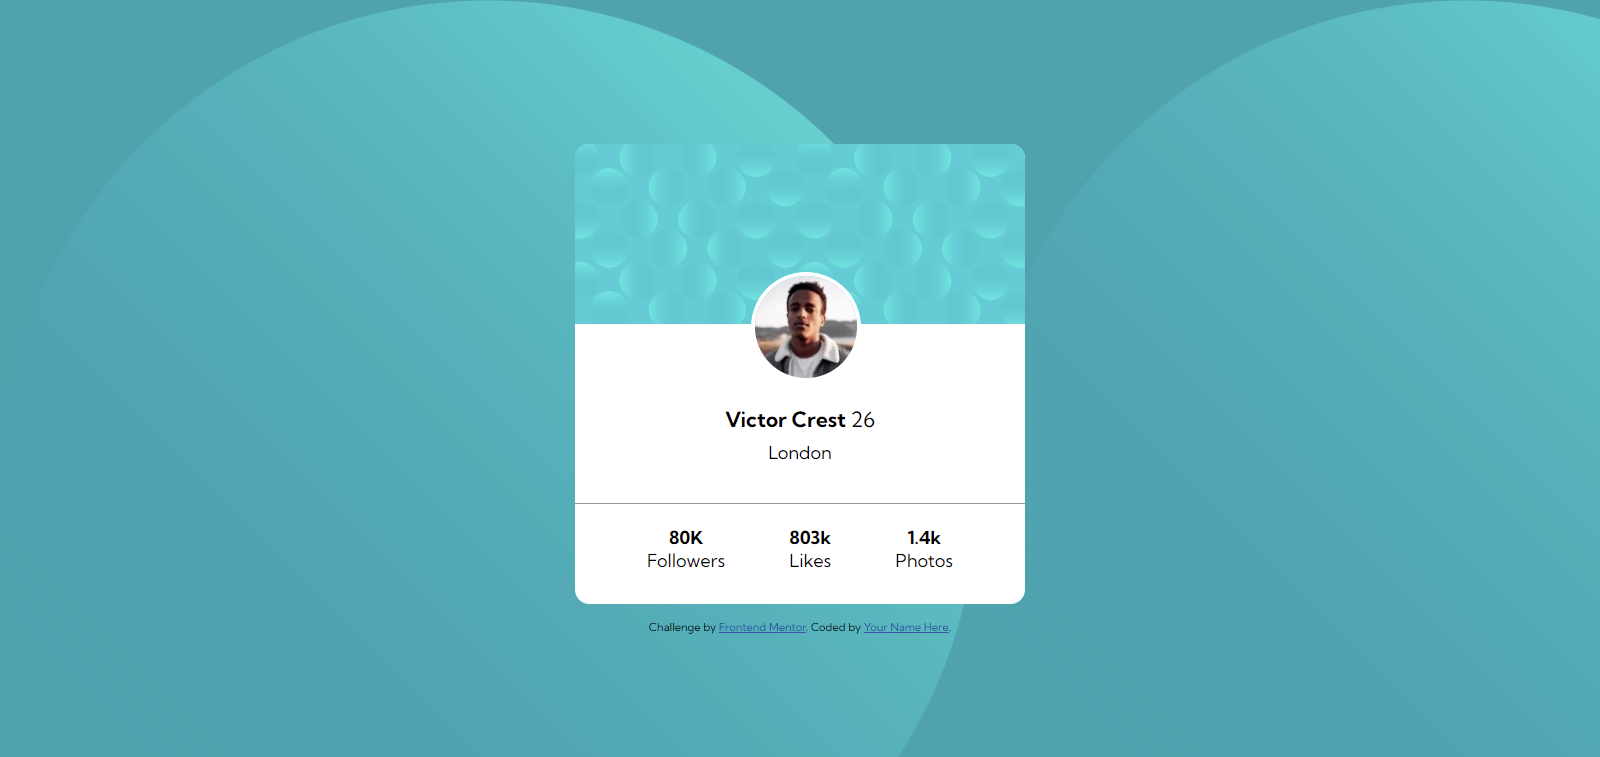 Victor Crest 26
London
80K 803k 1.4k
Followers Likes Photos
Challenge by Frontend Mentor. Coded by Your Name Here.